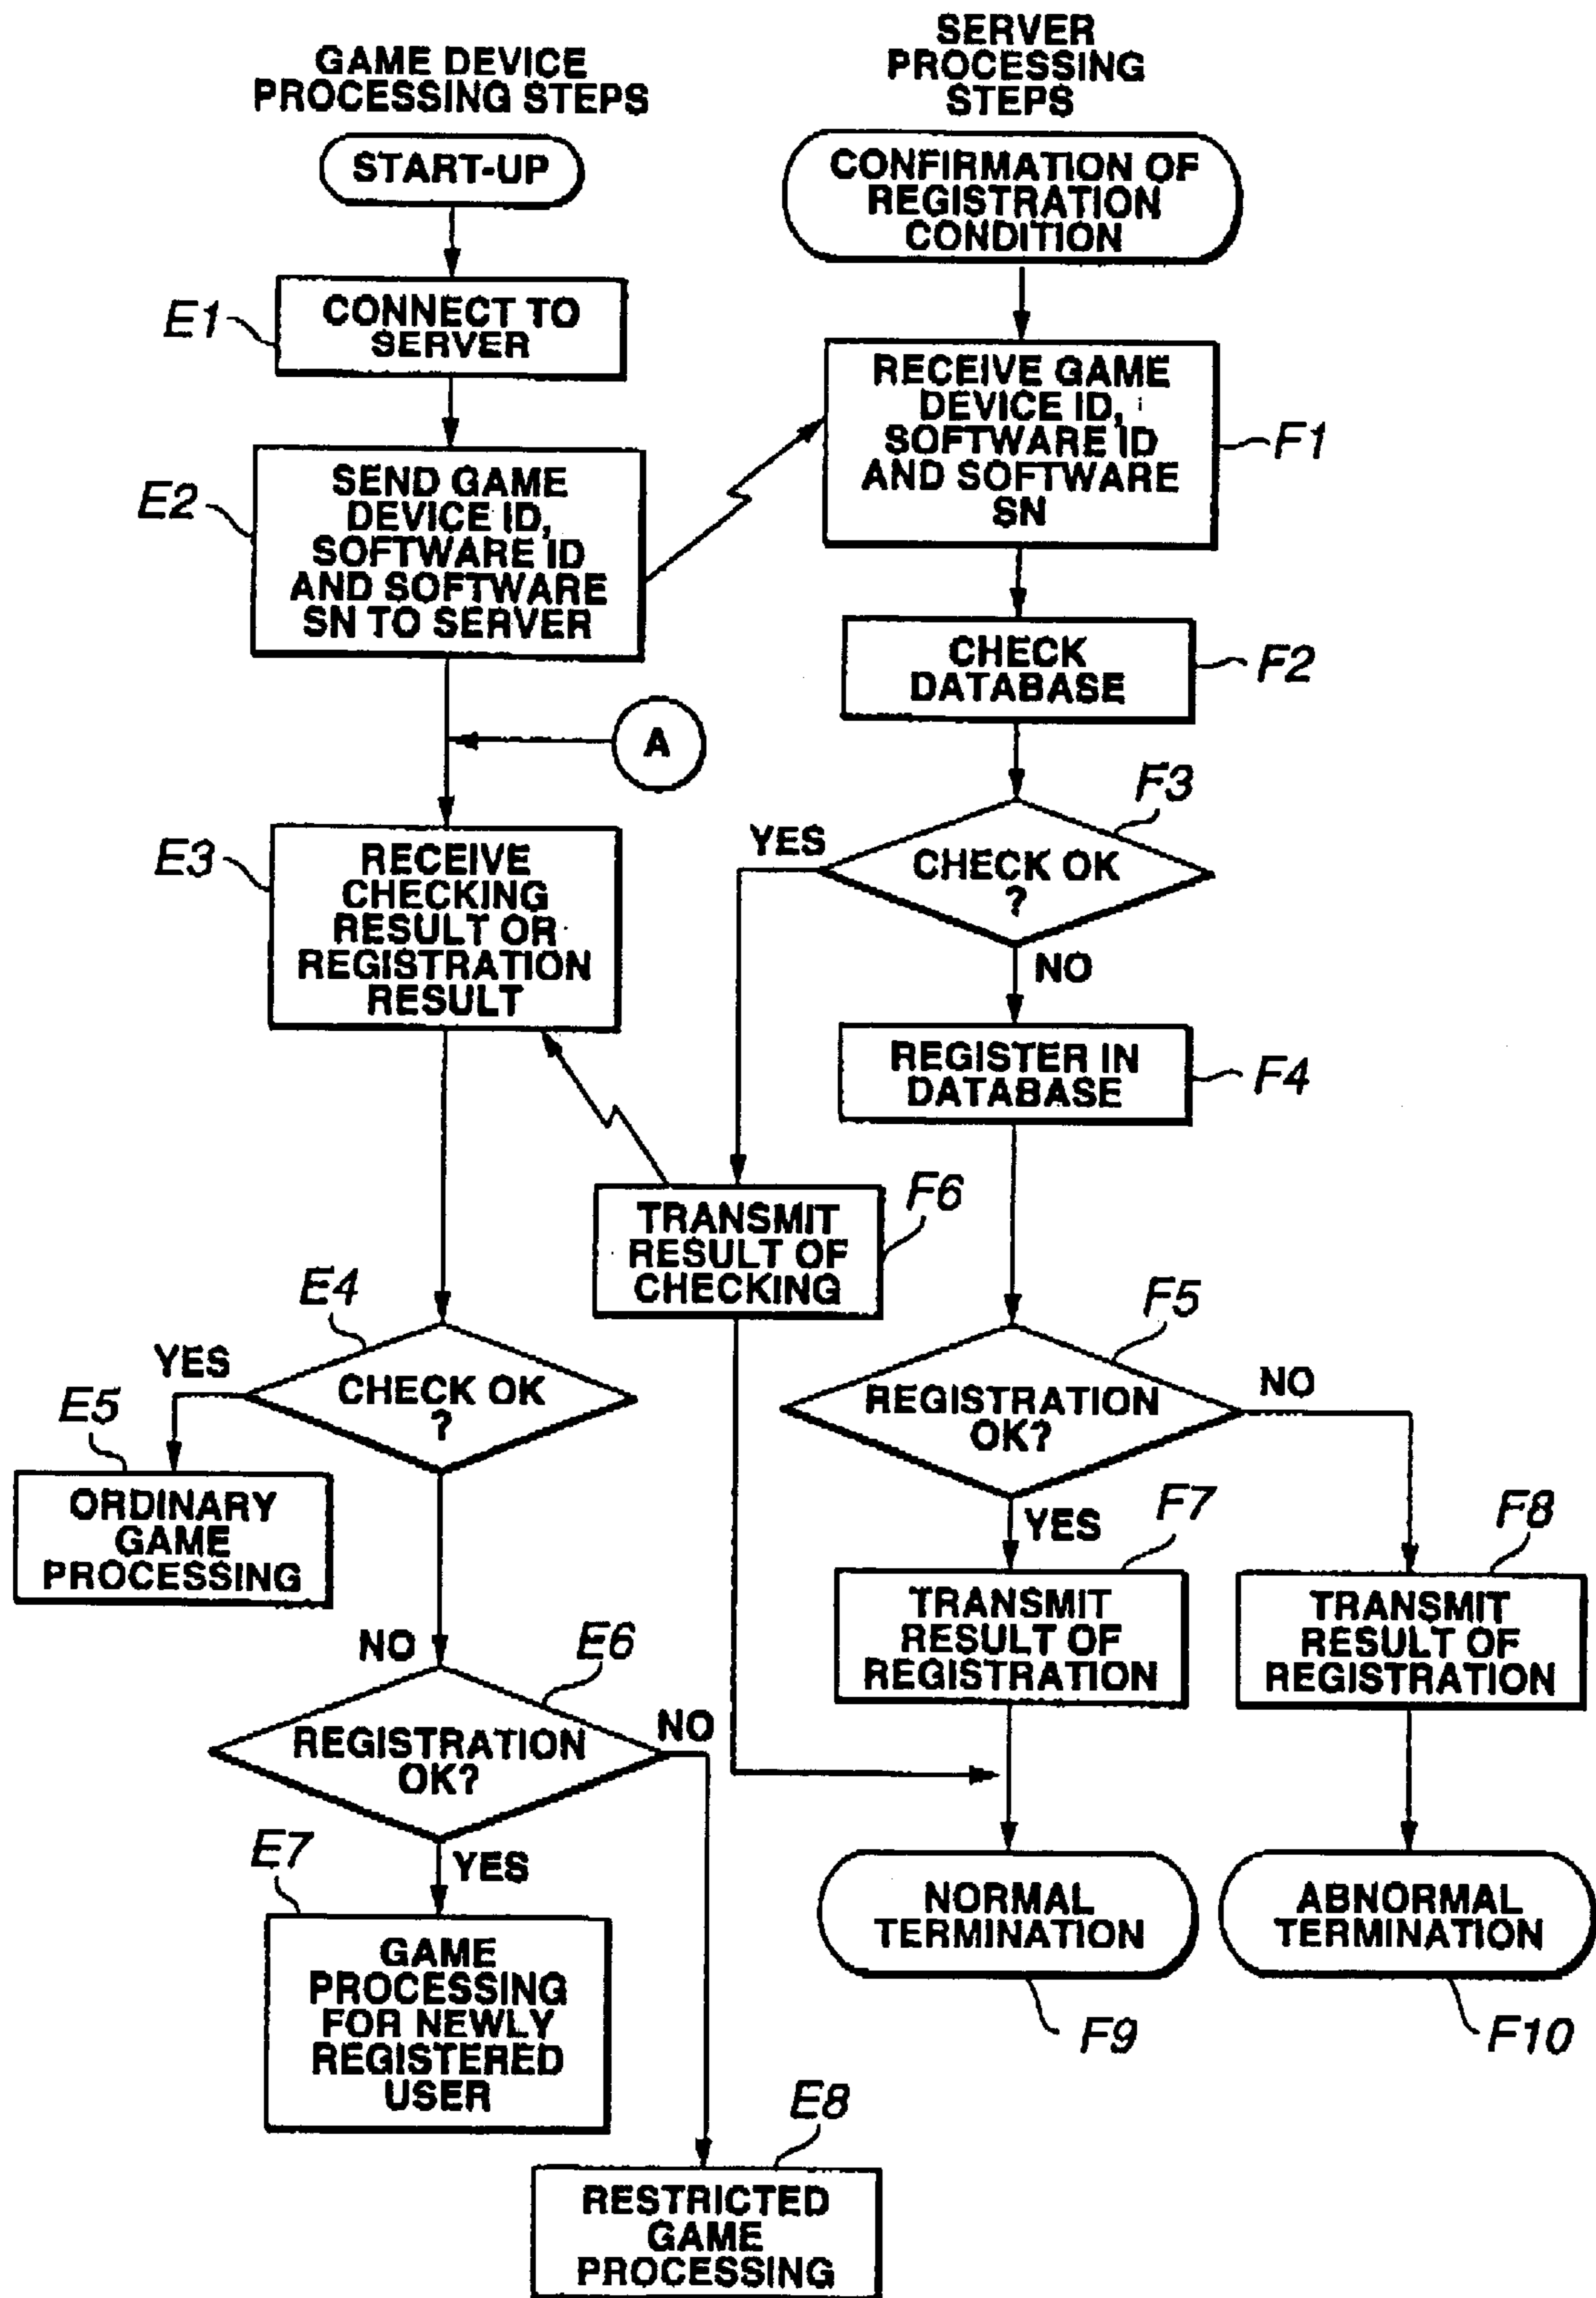 GAME DEVICE
PROCESSING STEPS
START-UP
E1
CONNECT TO
SERVER
E2
SEND GAME
DEVICE ID,
SOFTWARE ID
AND SOFTWARE
SN TO SERVER
A
E3
RECEIVE
CHECKING
RESULT OR
REGISTRATION
RESULT
E4
CHECK OK
?
YES
E5
ORDINARY
GAME
PROCESSING
NO
E6
REGISTRATION
OK?
NO
YES
E7
GAME
PROCESSING
FOR NEWLY
REGISTERED
USER
E8
RESTRICTED
GAME
PROCESSING
SERVER
PROCESSING
STEPS
CONFIRMATION OF
REGISTRATION
CONDITION
RECEIVE GAME
DEVICE ID,
SOFTWARE ID
AND SOFTWARE
SN
F1
CHECK
DATABASE
F2
F3
CHECK OK
?
YES
NO
REGISTER IN
DATABASE
F4
F6
TRANSMIT
RESULT OF
CHECKING
F5
REGISTRATION
OK?
NO
YES
F7
TRANSMIT
RESULT OF
REGISTRATION
F8
TRANSMIT
RESULT OF
REGISTRATION
NORMAL
TERMINATION
F9
ABNORMAL
TERMINATION
F10